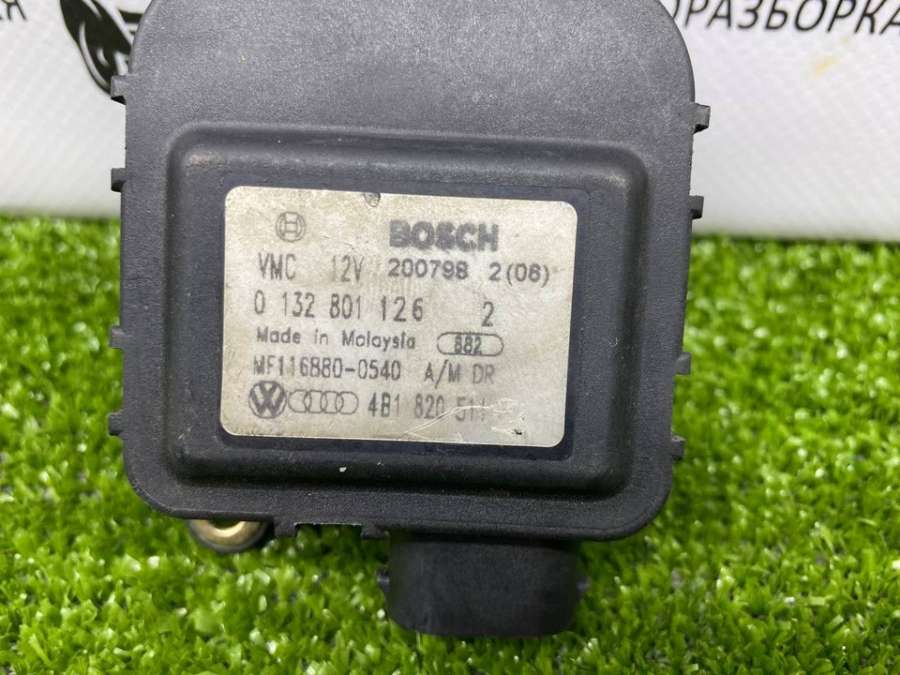 СЯ
ОРАЗБОРКА
BOSCH
VMC 12V 200798 2(06)
0 132 801 126 2
Made in Malaysia 882
MF116880-0540 A/M DR
4B1 820 511